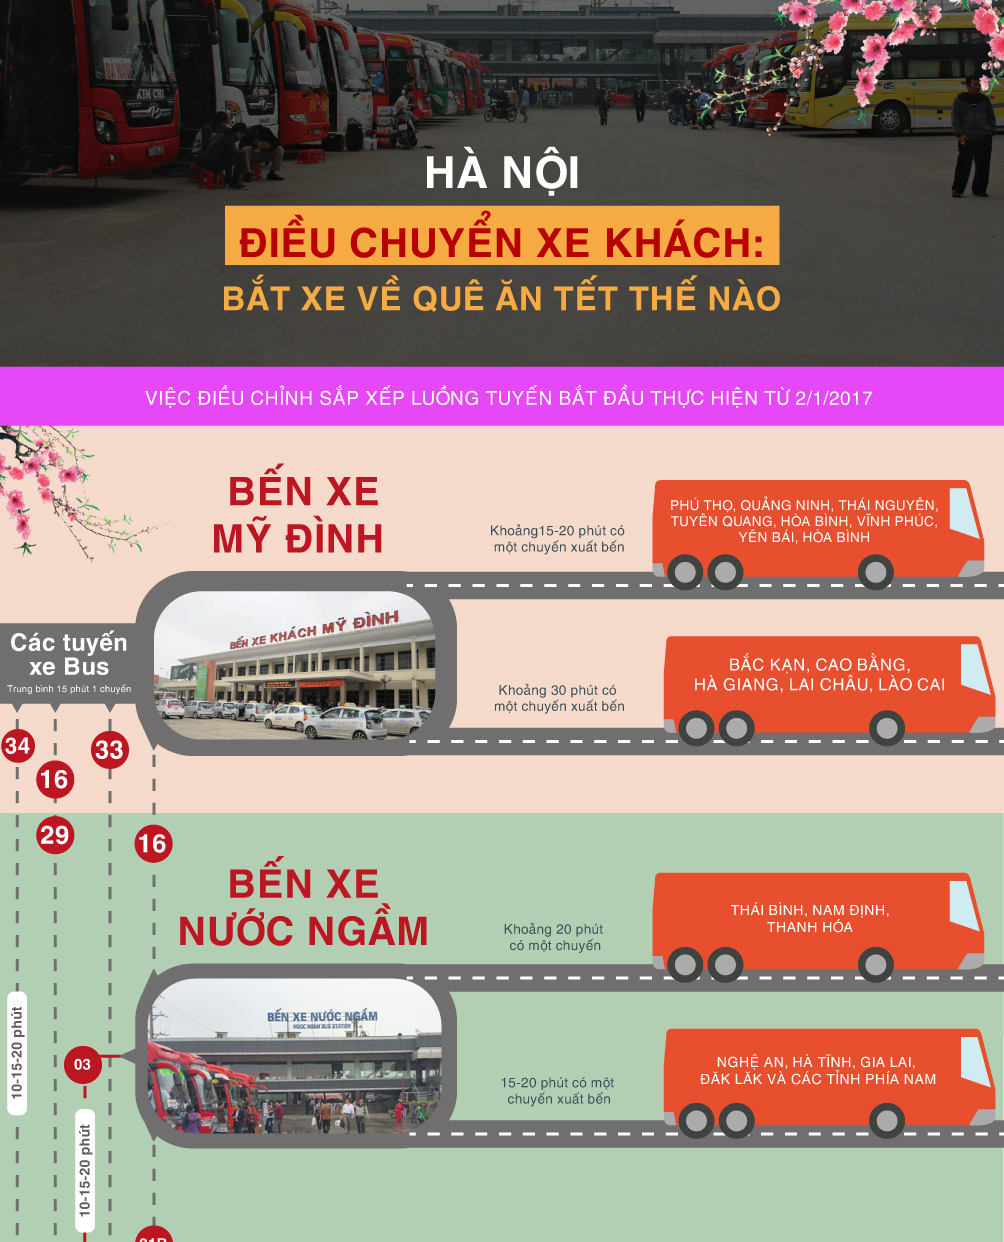 HÀ NỘI
ĐIỀU CHUYỂN XE KHÁCH:
BẮT XE VỀ QUÊ ĂN TẾT THẾ NÀO
VIỆC ĐIỀU CHỈNH SẮP XẾP LUỒNG TUYẾN BẮT ĐẦU THỰC HIỆN TỪ 2/1/2017
BẾN XE
MỸ ĐÌNH
Khoảng15-20 phút có
một chuyến xuất bến
PHÚ THỌ, QUẢNG NINH, THÁI NGUYÊN,
TUYÊN QUANG, HÒA BÌNH, VĨNH PHÚC,
YÊN BÁI, HÒA BÌNH
BẾN XE KHÁCH MỸ ĐÌNH
Các tuyến
xe Bus
Trung bình 15 phút 1 chuyến
Khoảng 30 phút có
một chuyến xuất bến
BẮC KẠN, CAO BẰNG,
HÀ GIANG, LAI CHÂU, LÀO CAI
34
33
16
29
16
BẾN XE
NƯỚC NGẦM
Khoảng 20 phút
có một chuyến
THÁI BÌNH, NAM ĐỊNH,
THANH HÓA
BẾN XE NƯỚC NGẦM
NGOC NGAM BUS STATION
15-20 phút có một
chuyến xuất bến
NGHỆ AN, HÀ TĨNH, GIA LAI,
ĐĂK LĂK VÀ CÁC TỈNH PHÍA NAM
10-15-20 phút
03
10-15-20 phút
KIM CHI